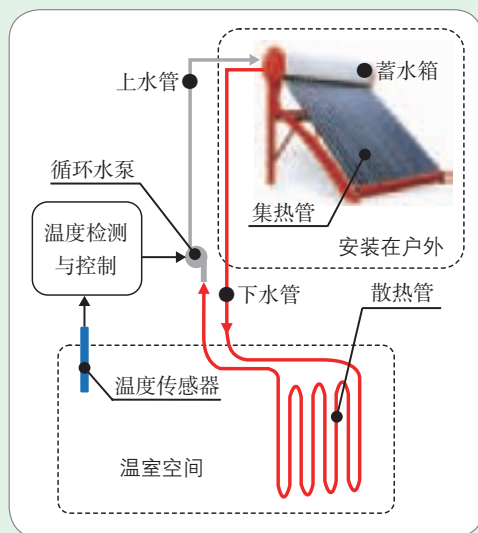 上水管
蓄水箱
循环水泵
集热管
温度检测
与控制
安装在户外
下水管
散热管
温度传感器
温室空间